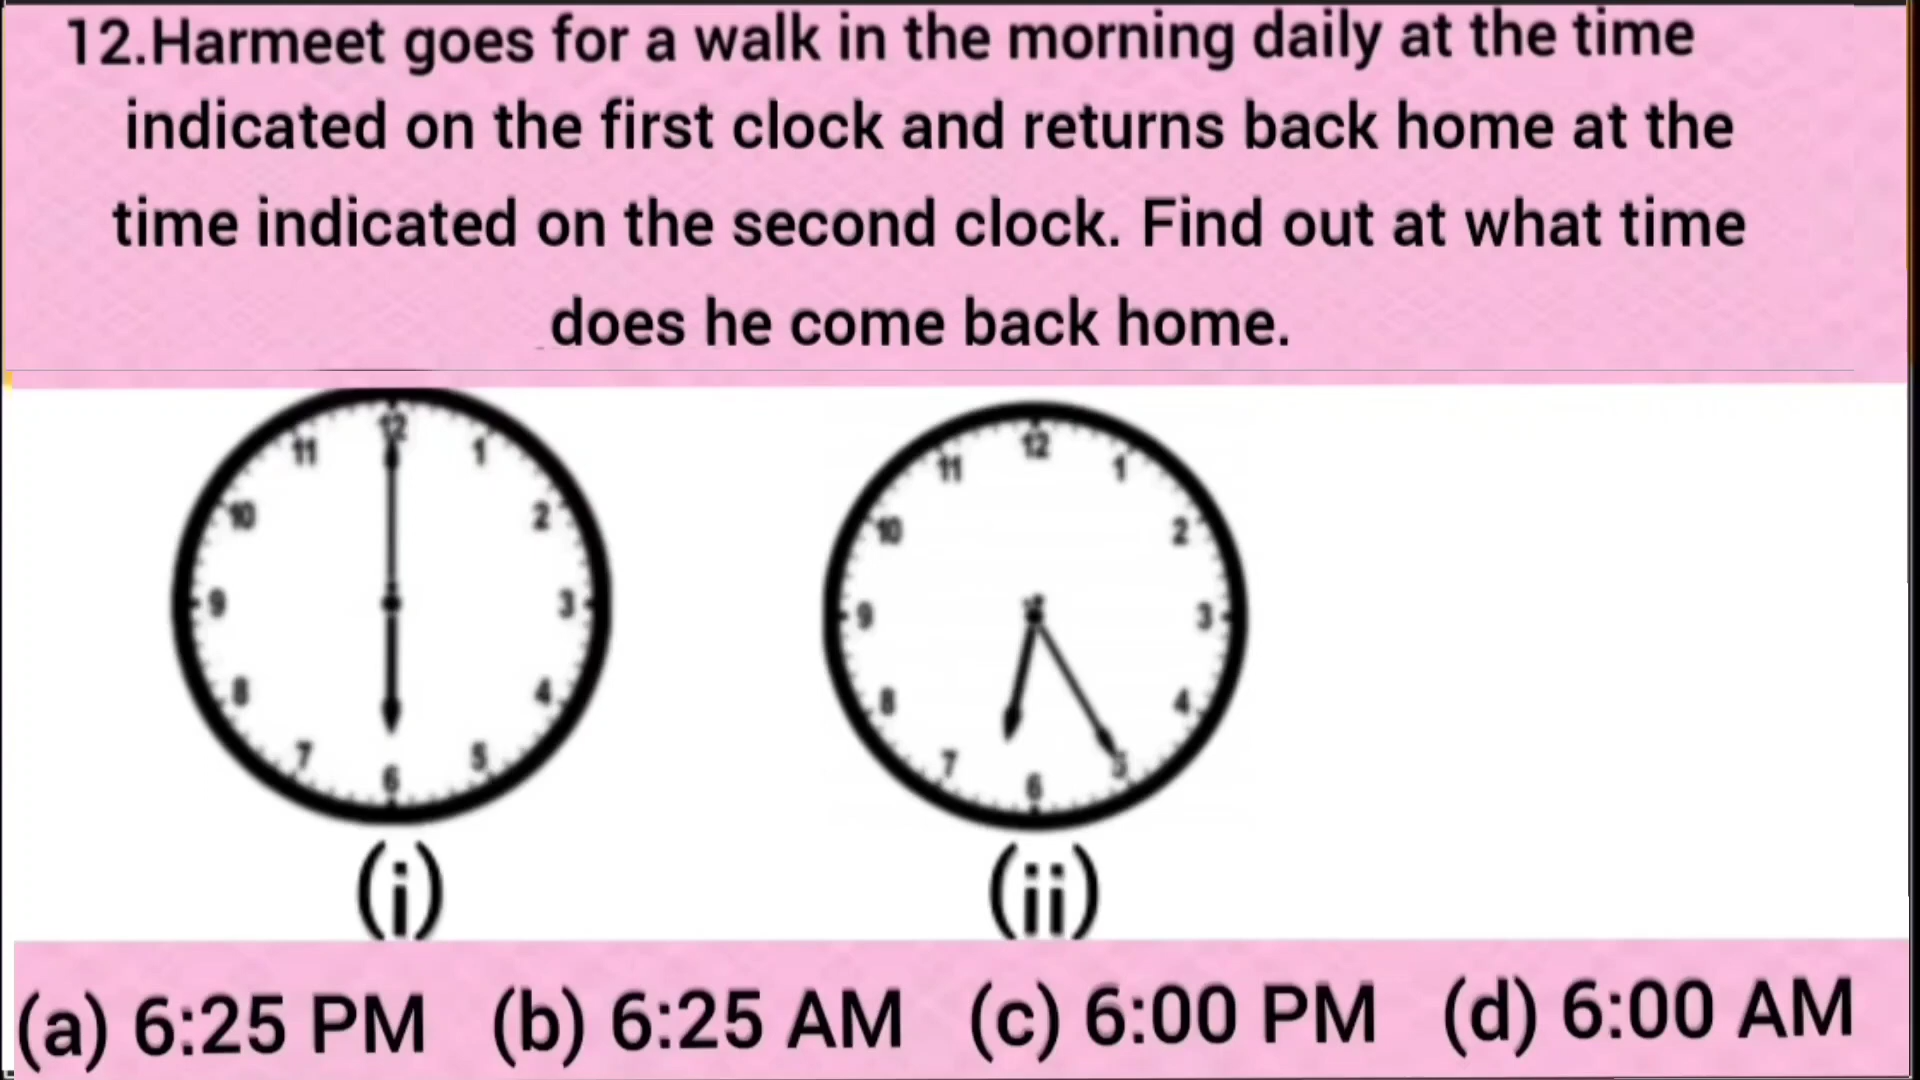 12.Harmeet goes for a walk in the morning daily at the time
indicated on the first clock and returns back home at the
time indicated on the second clock. Find out at what time
does he come back home.
12
11 1
10 2
9 3
8 4
7 5
6
12
11 1
10 2
9 3
8 4
7 5
6
(i) (ii)
(a) 6:25 PM (b) 6:25 AM (c) 6:00 PM (d) 6:00 AM